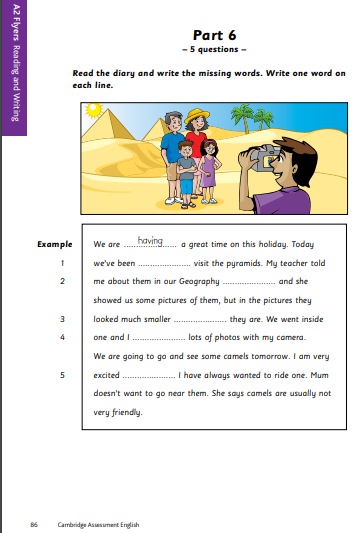 A2 Flyers Reading and Writing
Part 6
– 5 questions –
Read the diary and write the missing words. Write one word on
each line.
Example We are ......having...... a great time on this holiday. Today
1 we've been ...................... visit the pyramids. My teacher told
2 me about them in our Geography ...................... and she
showed us some pictures of them, but in the pictures they
3 looked much smaller ...................... they are. We went inside
4 one and I ...................... lots of photos with my camera.
We are going to go and see some camels tomorrow. I am very
5 excited ...................... I have always wanted to ride one. Mum
doesn't want to go near them. She says camels are usually not
very friendly.
86 Cambridge Assessment English